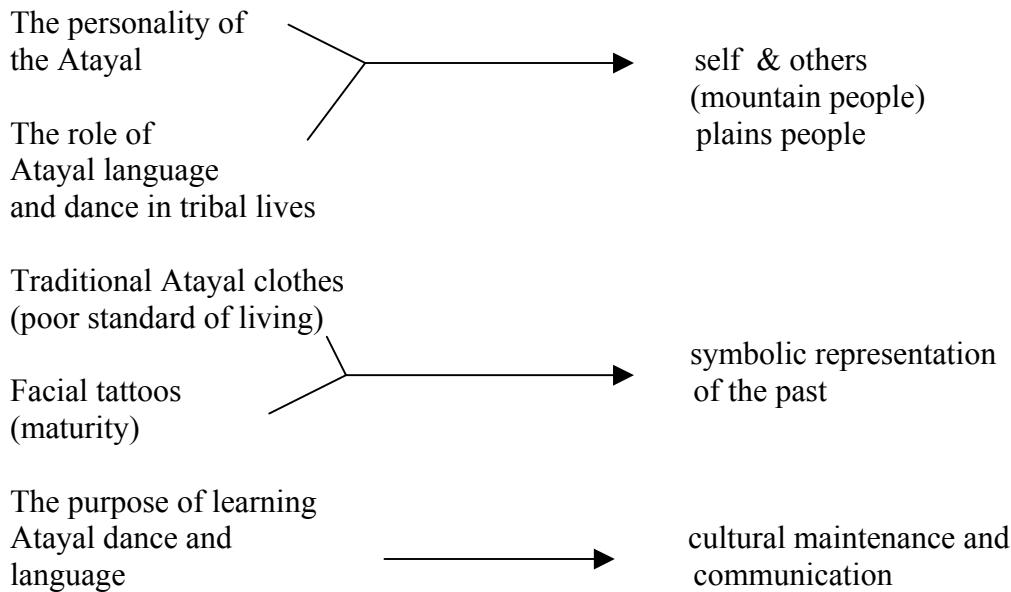 The personality of
the Atayal
self & others
(mountain people)
plains people
The role of
Atayal language
and dance in tribal lives
Traditional Atayal clothes
(poor standard of living)
symbolic representation
of the past
Facial tattoos
(maturity)
The purpose of learning
Atayal dance and
language
cultural maintenance and
communication